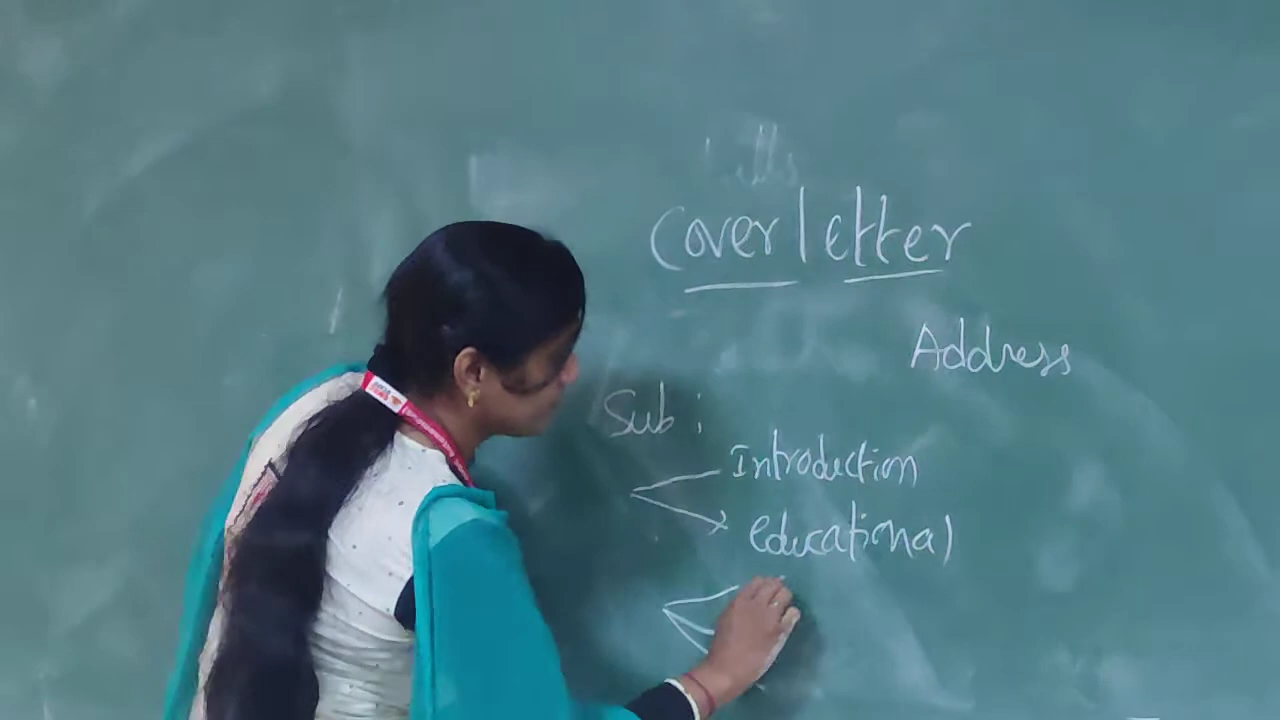 Cover letter
Address
Sub :
Introduction
educational